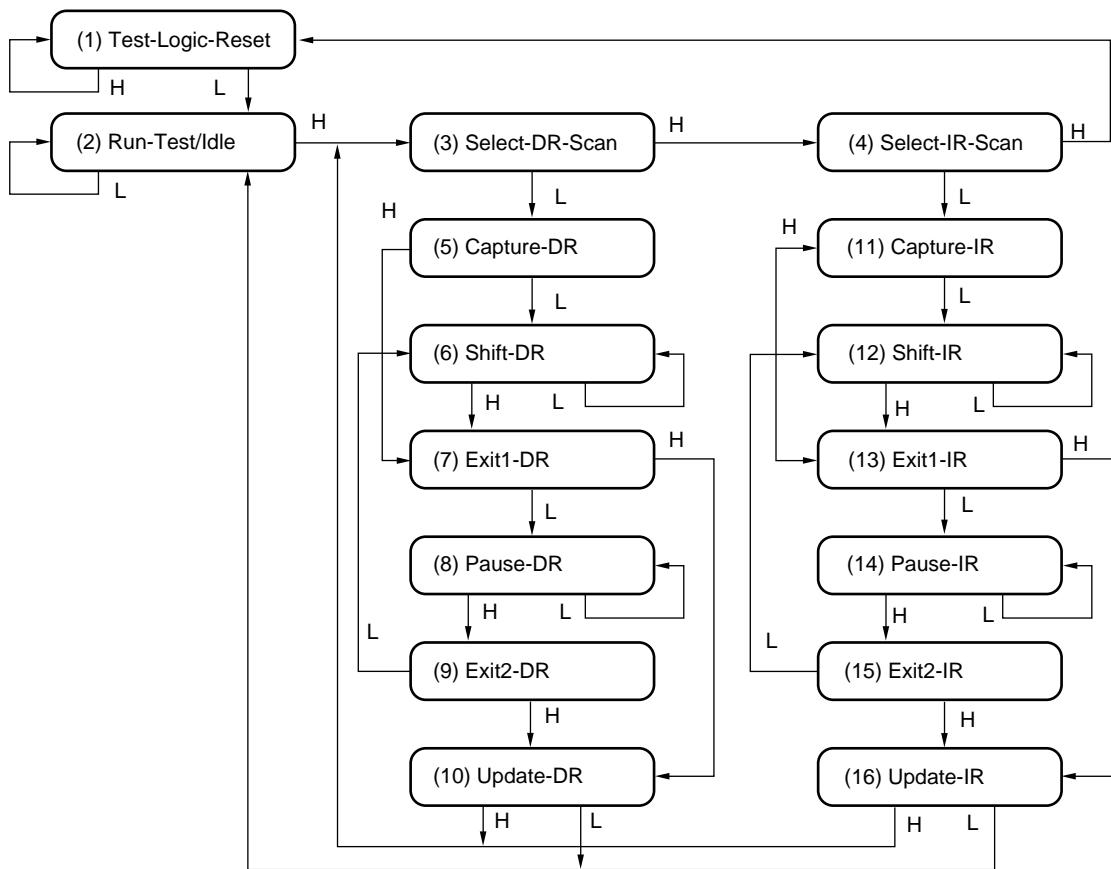 (1) Test-Logic-Reset
H
L
(2) Run-Test/Idle
H
(3) Select-DR-Scan
H
(4) Select-IR-Scan
H
L
L
L
H
(5) Capture-DR
H
(11) Capture-IR
L
L
(6) Shift-DR
(12) Shift-IR
H
L
H
L
(7) Exit1-DR
H
(13) Exit1-IR
H
L
L
(8) Pause-DR
(14) Pause-IR
H
L
H
L
L
(9) Exit2-DR
L
(15) Exit2-IR
H
H
(10) Update-DR
(16) Update-IR
H
L
H
L